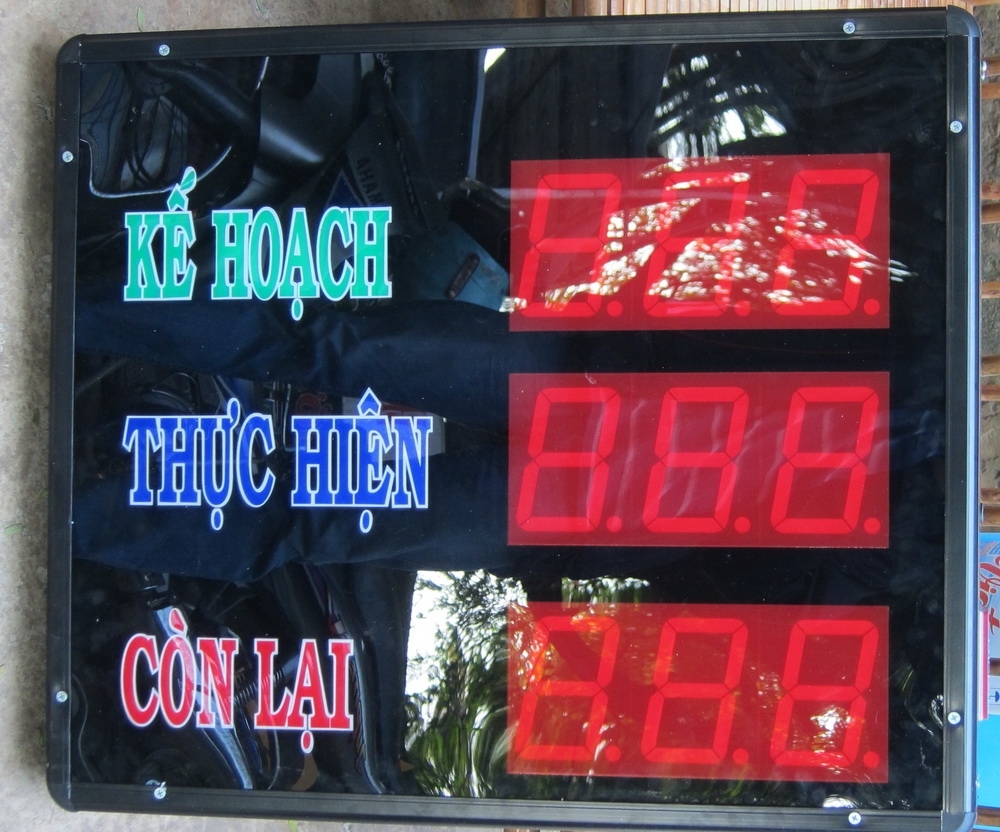 KẾ HOẠCH
THỰC HIỆN
CÒN LẠI